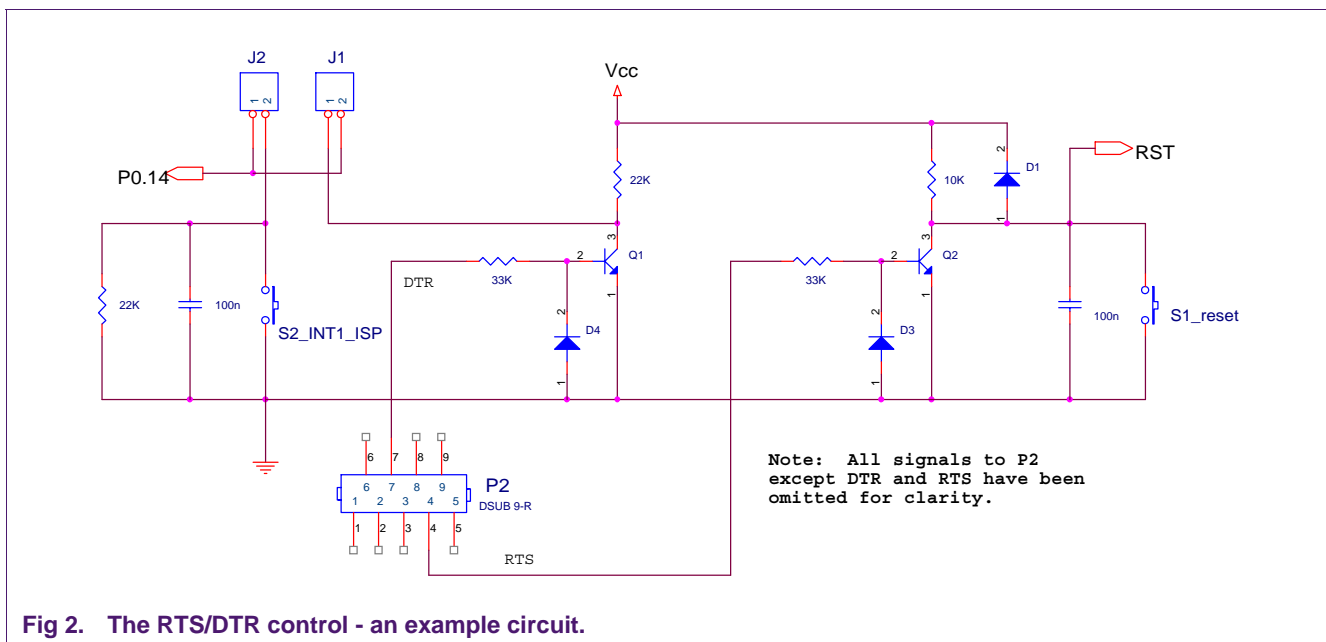 J2
J1
1
2
1
2
Vcc
P0.14
RST
22K
10K
2
D1
1
3
2
Q1
1
3
2
Q2
1
33K
33K
DTR
22K
100n
S2_INT1_ISP
2
D4
1
2
D3
1
100n
S1_reset
6
7
8
9
6
7
8
9
1
2
3
4
5
1
2
3
4
5
P2
DSUB 9-R
RTS
Note: All signals to P2
except DTR and RTS have been
omitted for clarity.
Fig 2. The RTS/DTR control - an example circuit.